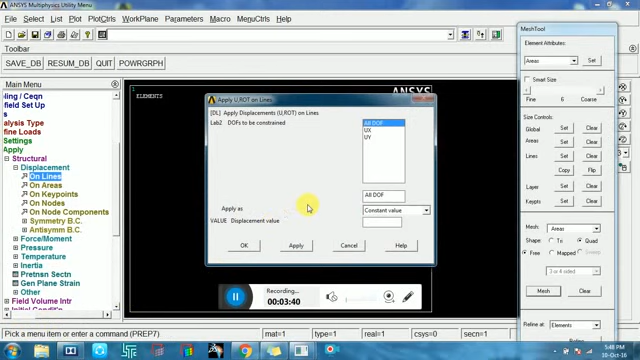 ANSYS Multiphysics Utility Menu
File Select List Plot PlotCtrls WorkPlane Parameters Macro MenuCtrls Help
Toolbar
SAVE_DB RESUM_DB QUIT POWRGRPH
Main Menu
ling / Ceqn
field Set Up
s
alysis Type
fine Loads
Settings
Apply
Structural
Displacement
On Lines
On Areas
On Keypoints
On Nodes
On Node Components
Symmetry B.C.
Antisymm B.C.
Force/Moment
Pressure
Temperature
Inertia
Pretnsn Sectn
Gen Plane Strain
Other
Field Volume Intr
1
ELEMENTS
ANSYS
Apply U,ROT on Lines
[DL] Apply Displacements (U,ROT) on Lines
Lab2 DOFs to be constrained
All DOF
UX
UY
All DOF
Apply as
Constant value
VALUE Displacement value
OK Apply Cancel Help
Recording...
00:03:40
MeshTool
Element Attributes:
Areas Set
Smart Size
Fine 6 Coarse
Size Controls:
Global Set Clear
Areas Set Clear
Lines Set Clear
Copy Flip
Layer Set Clear
Keypts Set Clear
Mesh: Areas
Shape: Tri Quad
Free Mapped Sweep
3 or 4 sided
Mesh Clear
Refine at: Elements
Pick a menu item or enter a command (PREP7)
mat=1 type=1 real=1 csys=0 secn=1
5:48 PM
10-Oct-16